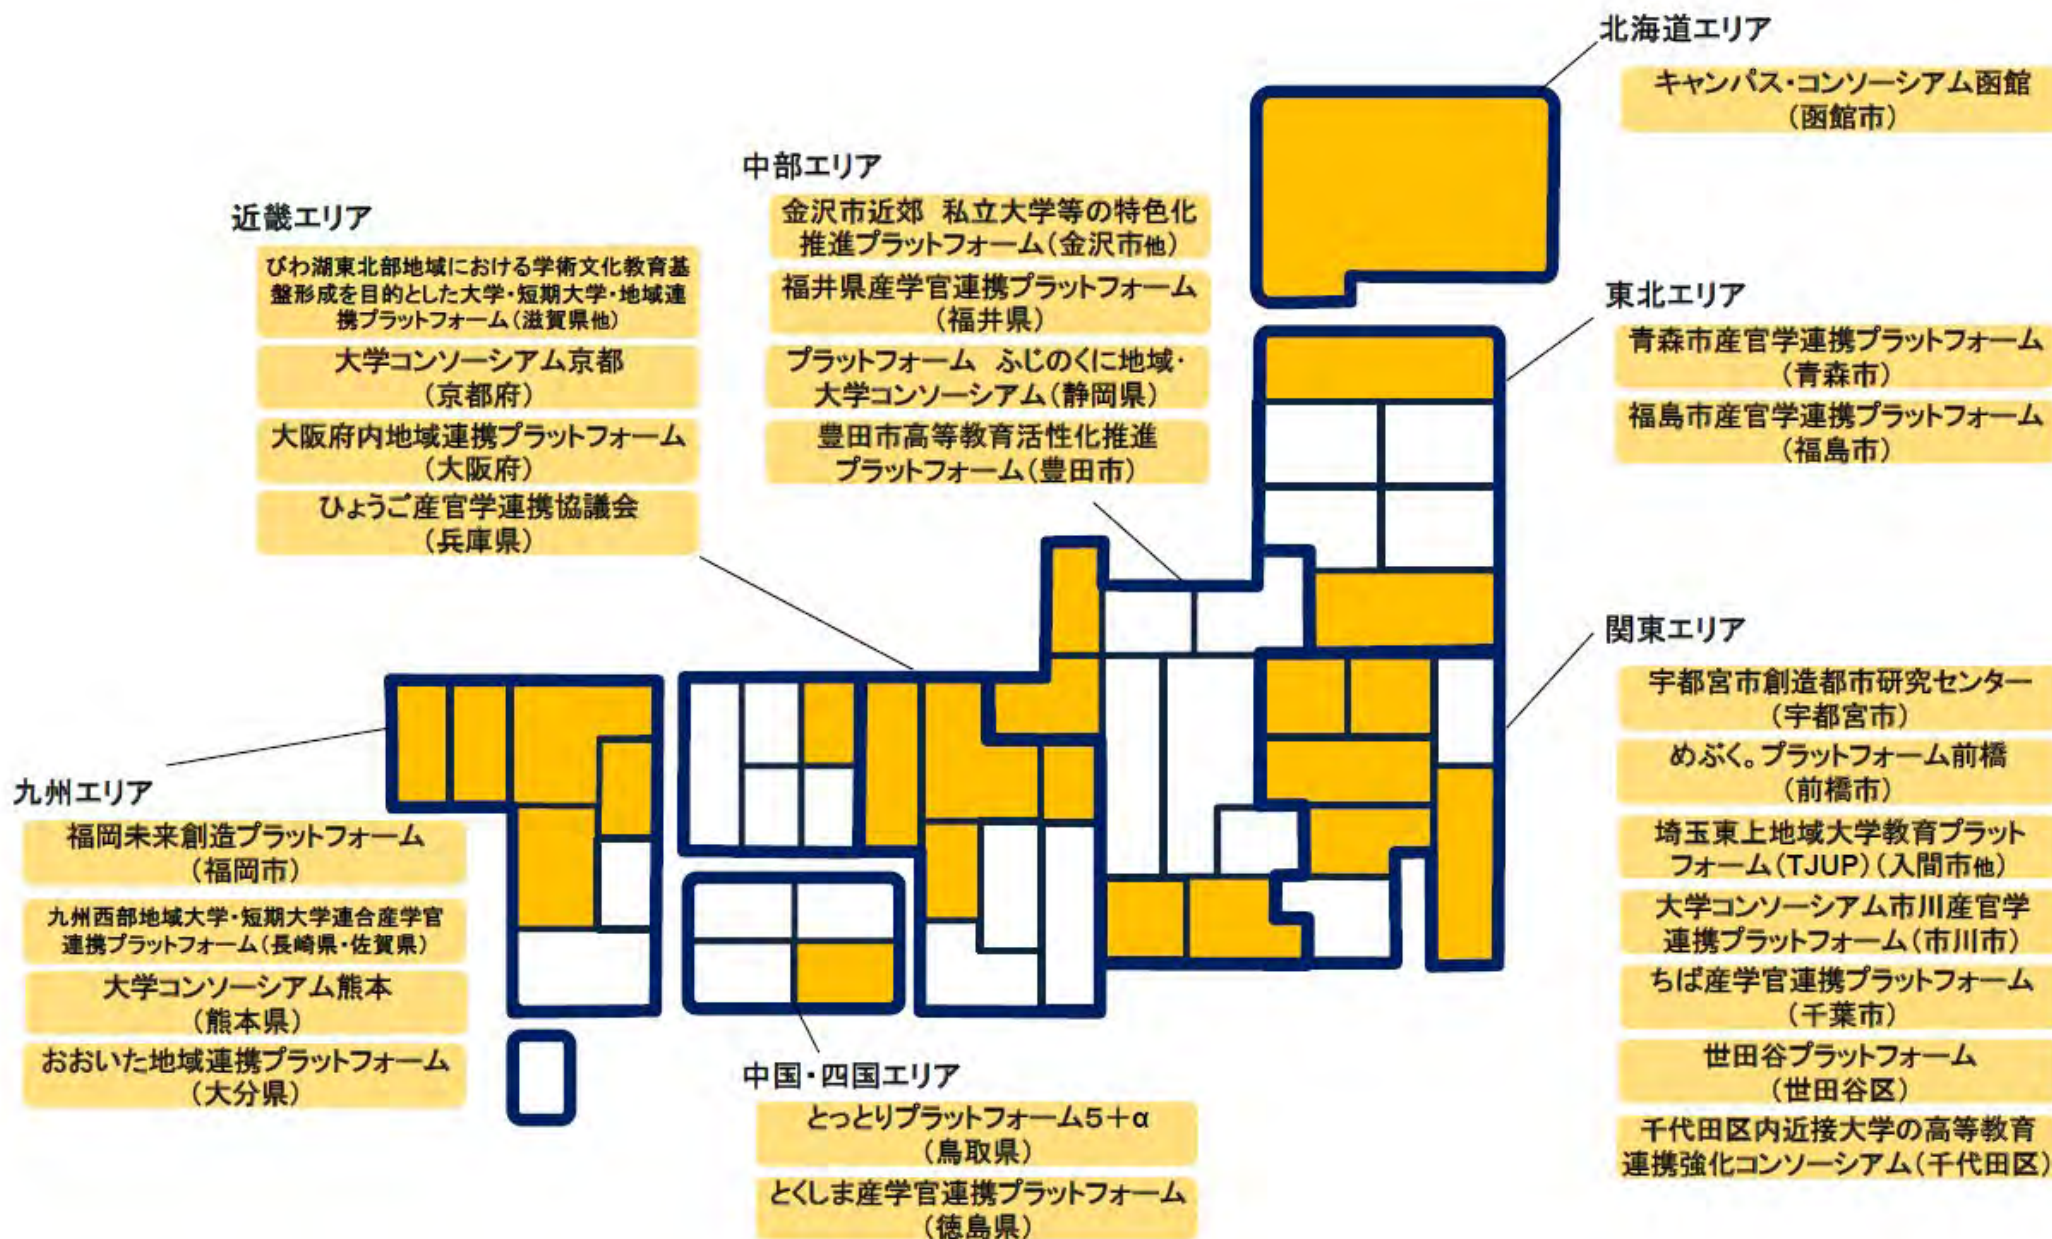 北海道エリア
キャンパス・コンソーシアム函館
（函館市）
東北エリア
青森市産官学連携プラットフォーム
（青森市）
福島市産官学連携プラットフォーム
（福島市）
関東エリア
宇都宮市創造都市研究センター
（宇都宮市）
めぶく。プラットフォーム前橋
（前橋市）
埼玉東上地域大学教育プラット
フォーム（TJUP）（入間市他）
大学コンソーシアム市川産官学
連携プラットフォーム（市川市）
ちば産学官連携プラットフォーム
（千葉市）
世田谷プラットフォーム
（世田谷区）
千代田区内近接大学の高等教育
連携強化コンソーシアム（千代田区）
中部エリア
金沢市近郊　私立大学等の特色化
推進プラットフォーム（金沢市他）
福井県産学官連携プラットフォーム
（福井県）
プラットフォーム　ふじのくに地域・
大学コンソーシアム（静岡県）
豊田市高等教育活性化推進
プラットフォーム（豊田市）
近畿エリア
びわ湖東北部地域における学術文化教育基
盤形成を目的とした大学・短期大学・地域連
携プラットフォーム（滋賀県他）
大学コンソーシアム京都
（京都府）
大阪府内地域連携プラットフォーム
（大阪府）
ひょうご産官学連携協議会
（兵庫県）
中国・四国エリア
とっとりプラットフォーム5＋α
（鳥取県）
とくしま産学官連携プラットフォーム
（徳島県）
九州エリア
福岡未来創造プラットフォーム
（福岡市）
九州西部地域大学・短期大学連合産学官
連携プラットフォーム（長崎県・佐賀県）
大学コンソーシアム熊本
（熊本県）
おおいた地域連携プラットフォーム
（大分県）